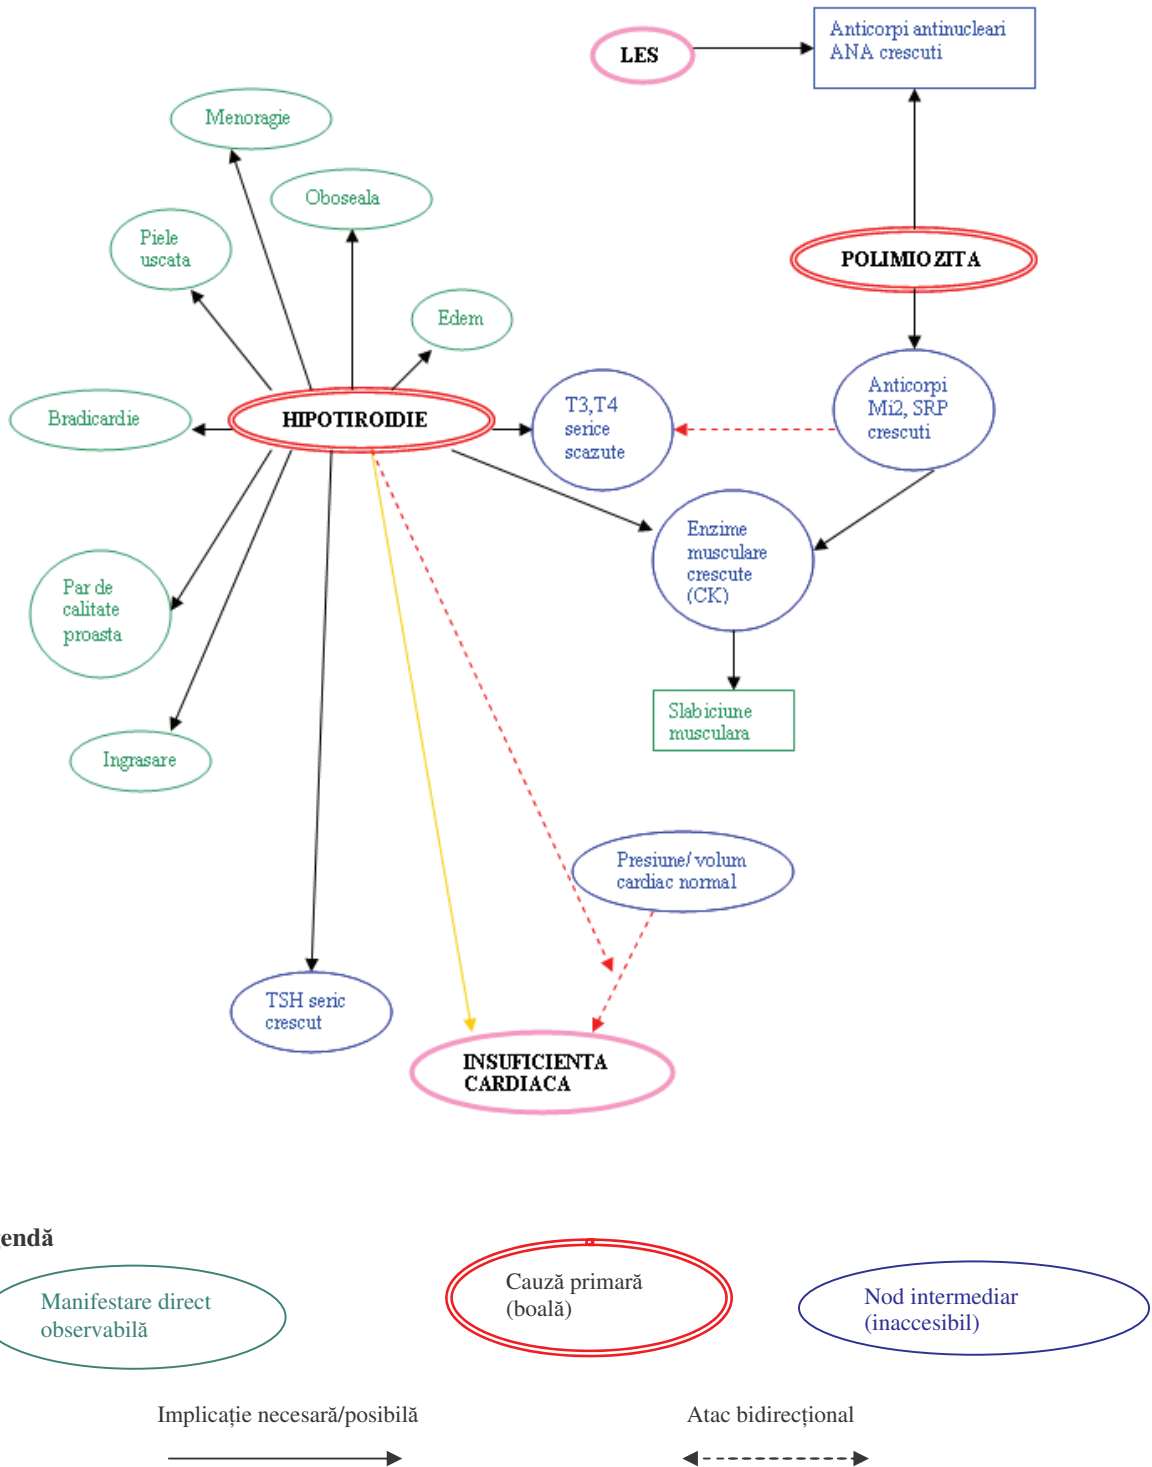 LES
Anticorpi antinucleari
ANA crescuti
Menoragie
Oboseala
Piele
uscata
POLIMIOZITA
Edem
Bradicardie
HIPOTIROIDIE
T3,T4
serice
scazute
Anticorpi
Mi2, SRP
crescuti
Enzime
musculare
crescute
(CK)
Par de
calitate
proasta
Slabiciune
musculara
Ingrasare
Presiune/ volum
cardiac normal
TSH seric
crescut
INSUFICIENTA
CARDIACA
endă
Manifestare direct
observabilă
Cauză primară
(boală)
Nod intermediar
(inaccesibil)
Implicație necesară/posibilă
Atac bidirecțional